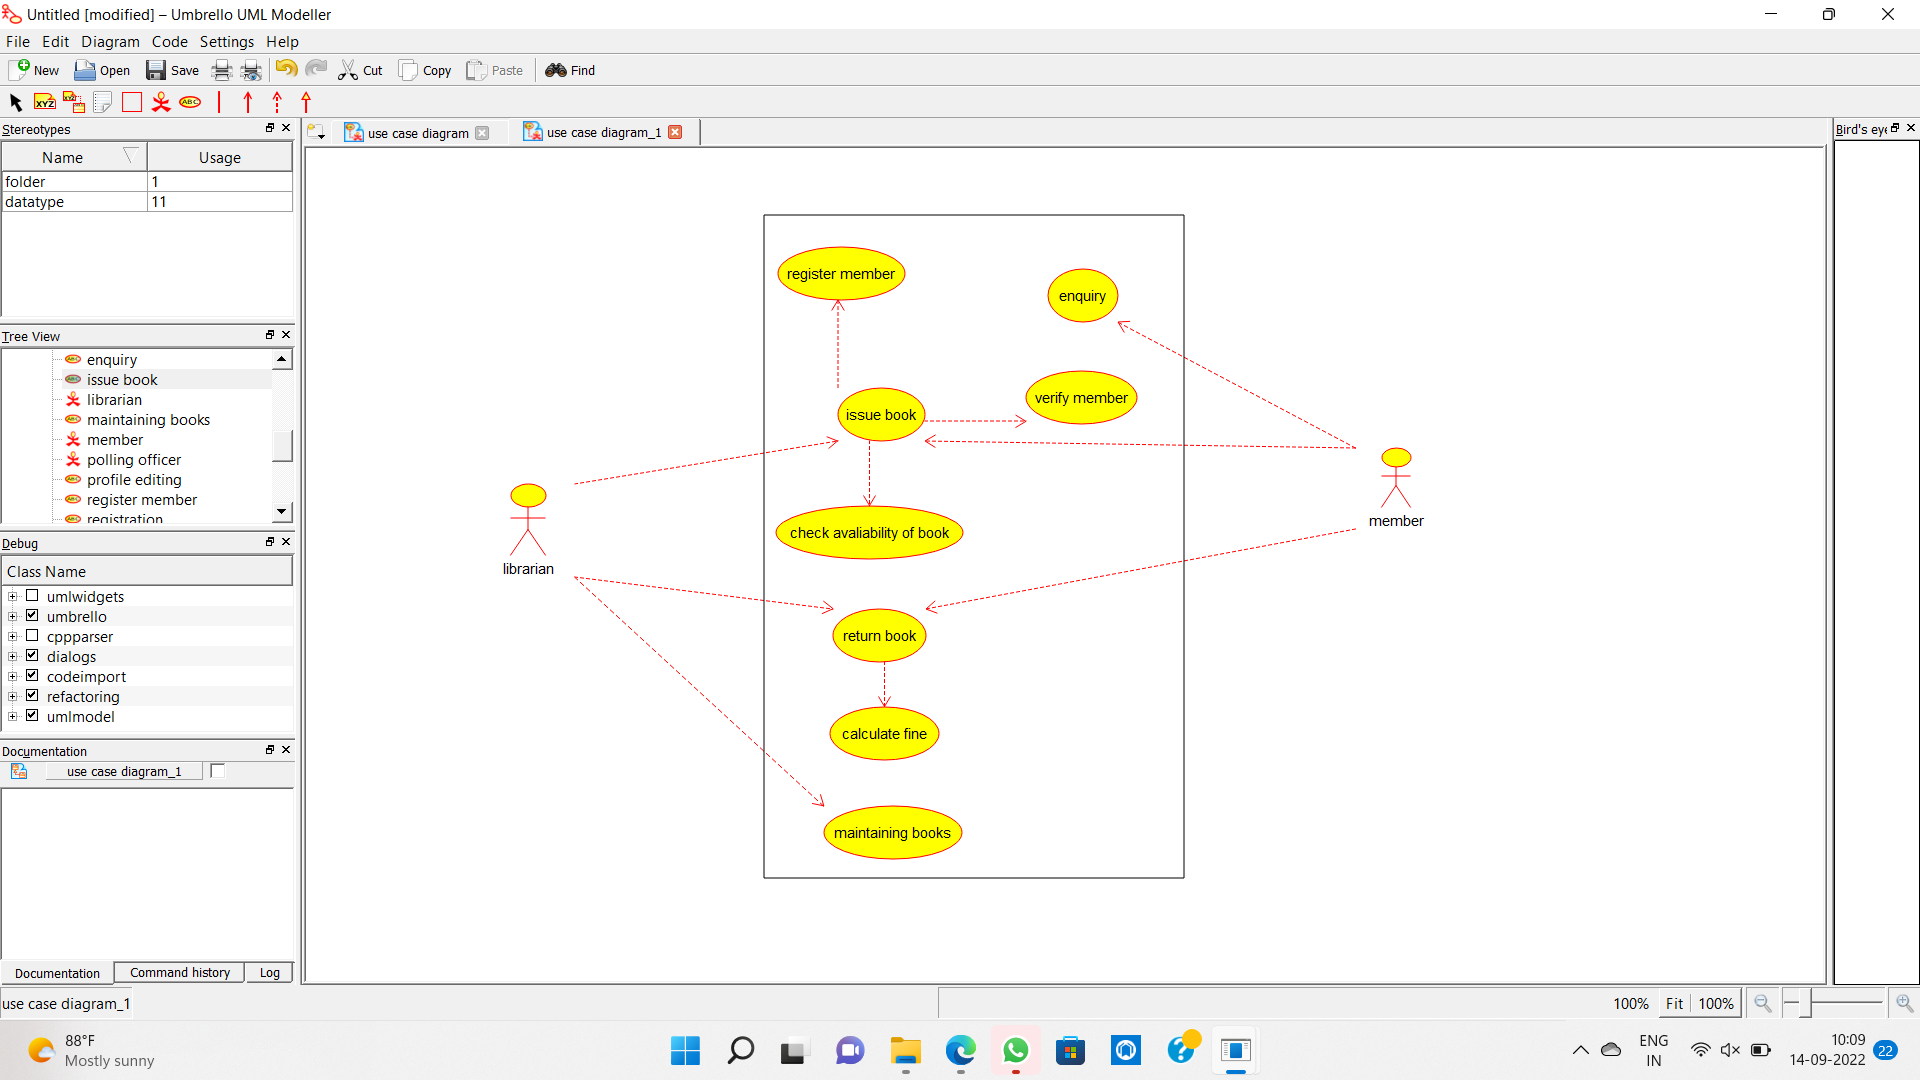 Untitled [modified] – Umbrello UML Modeller
File Edit Diagram Code Settings Help
New Open Save Cut Copy Paste Find
XYZ XYZ ABC
Stereotypes
Name Usage
folder 1
datatype 11
Tree View
enquiry
issue book
librarian
maintaining books
member
polling officer
profile editing
register member
registration
Debug
Class Name
umlwidgets
umbrello
cppparser
dialogs
codeimport
refactoring
umlmodel
Documentation
use case diagram_1
Documentation Command history Log
use case diagram use case diagram_1
register member
enquiry
verify member
issue book
member
librarian
check avaliability of book
return book
calculate fine
maintaining books
Bird's eye
use case diagram_1
100% Fit 100%
88°F
Mostly sunny
ENG
IN
10:09
14-09-2022
22